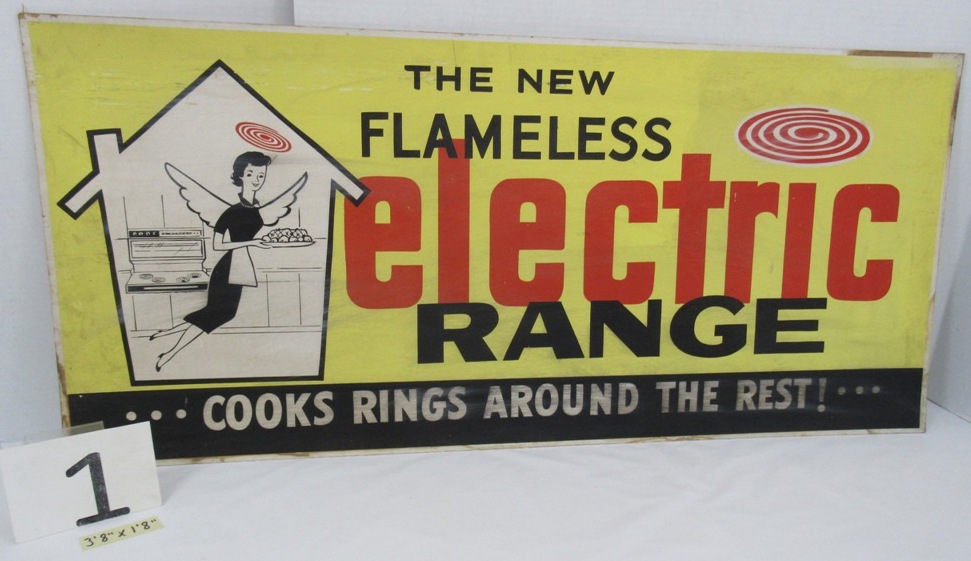 THE NEW
FLAMELESS
electric
RANGE
...COOKS RINGS AROUND THE REST!...
1
3'8" x 1'8"